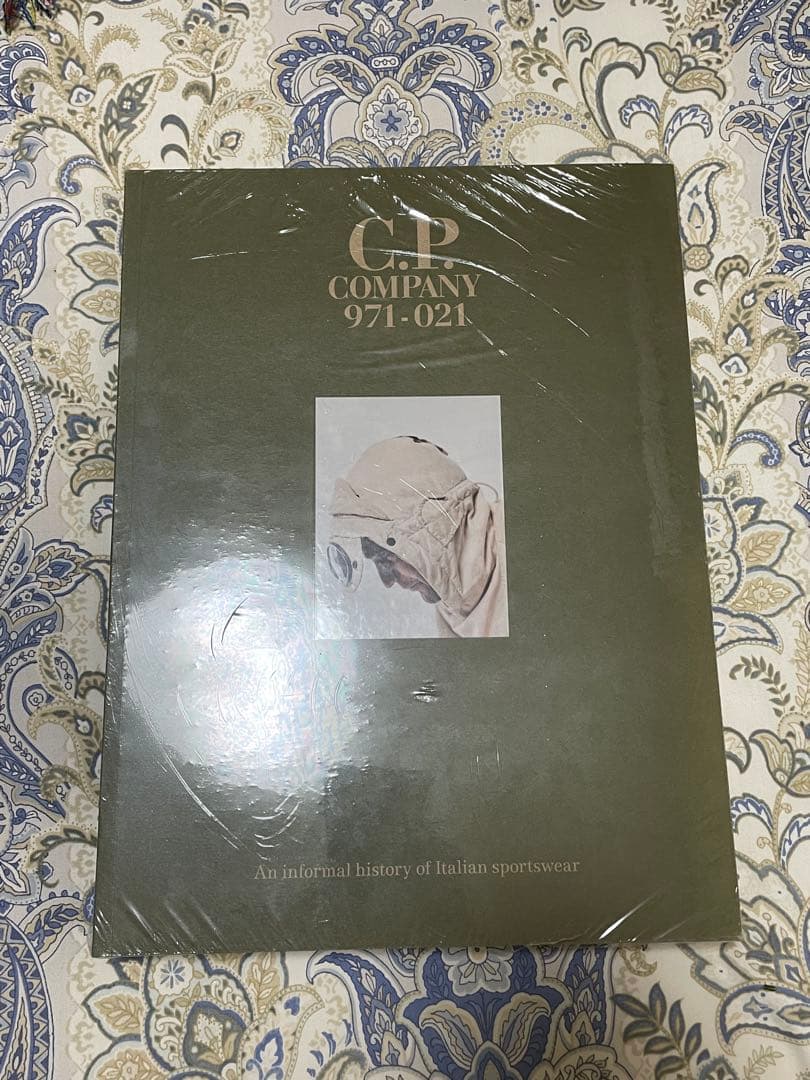 C.P.
COMPANY
971-021
An informal history of Italian sportswear